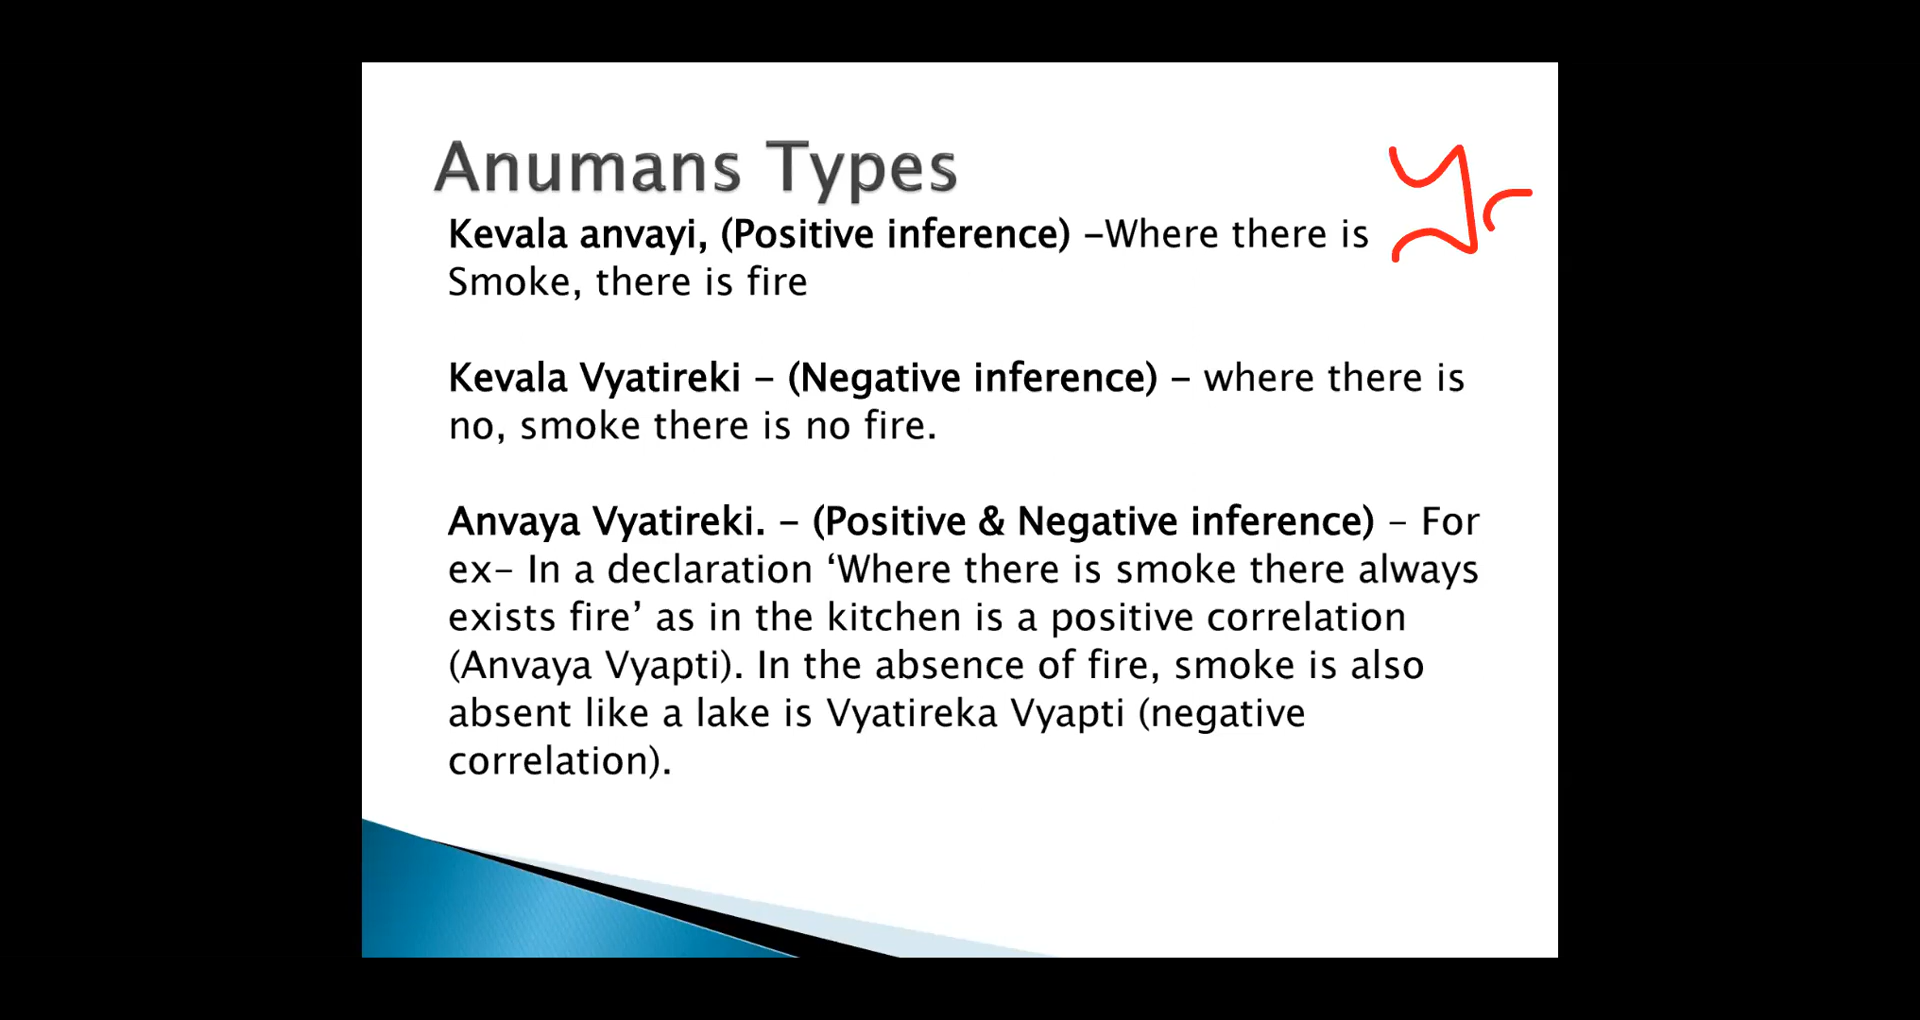 Anumans Types
Kevala anvayi, (Positive inference) –Where there is
Smoke, there is fire
Kevala Vyatireki – (Negative inference) – where there is
no, smoke there is no fire.
Anvaya Vyatireki. – (Positive & Negative inference) – For
ex– In a declaration ‘Where there is smoke there always
exists fire’ as in the kitchen is a positive correlation
(Anvaya Vyapti). In the absence of fire, smoke is also
absent like a lake is Vyatireka Vyapti (negative
correlation).